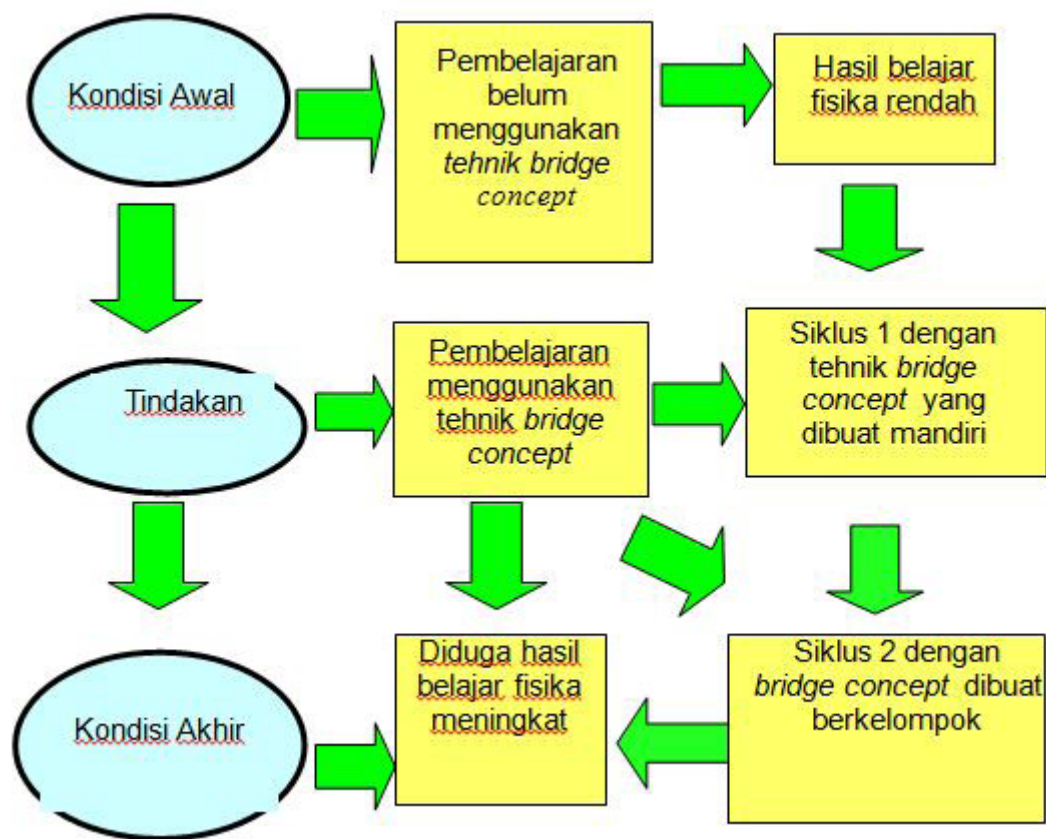 Kondisi Awal
Pembelajaran
belum
menggunakan
tehnik bridge
concept
Hasil belajar
fisika rendah
Tindakan
Pembelajaran
menggunakan
tehnik bridge
concept
Siklus 1 dengan
tehnik bridge
concept yang
dibuat mandiri
Kondisi Akhir
Diduga hasil
belajar fisika
meningkat
Siklus 2 dengan
bridge concept dibuat
berkelompok